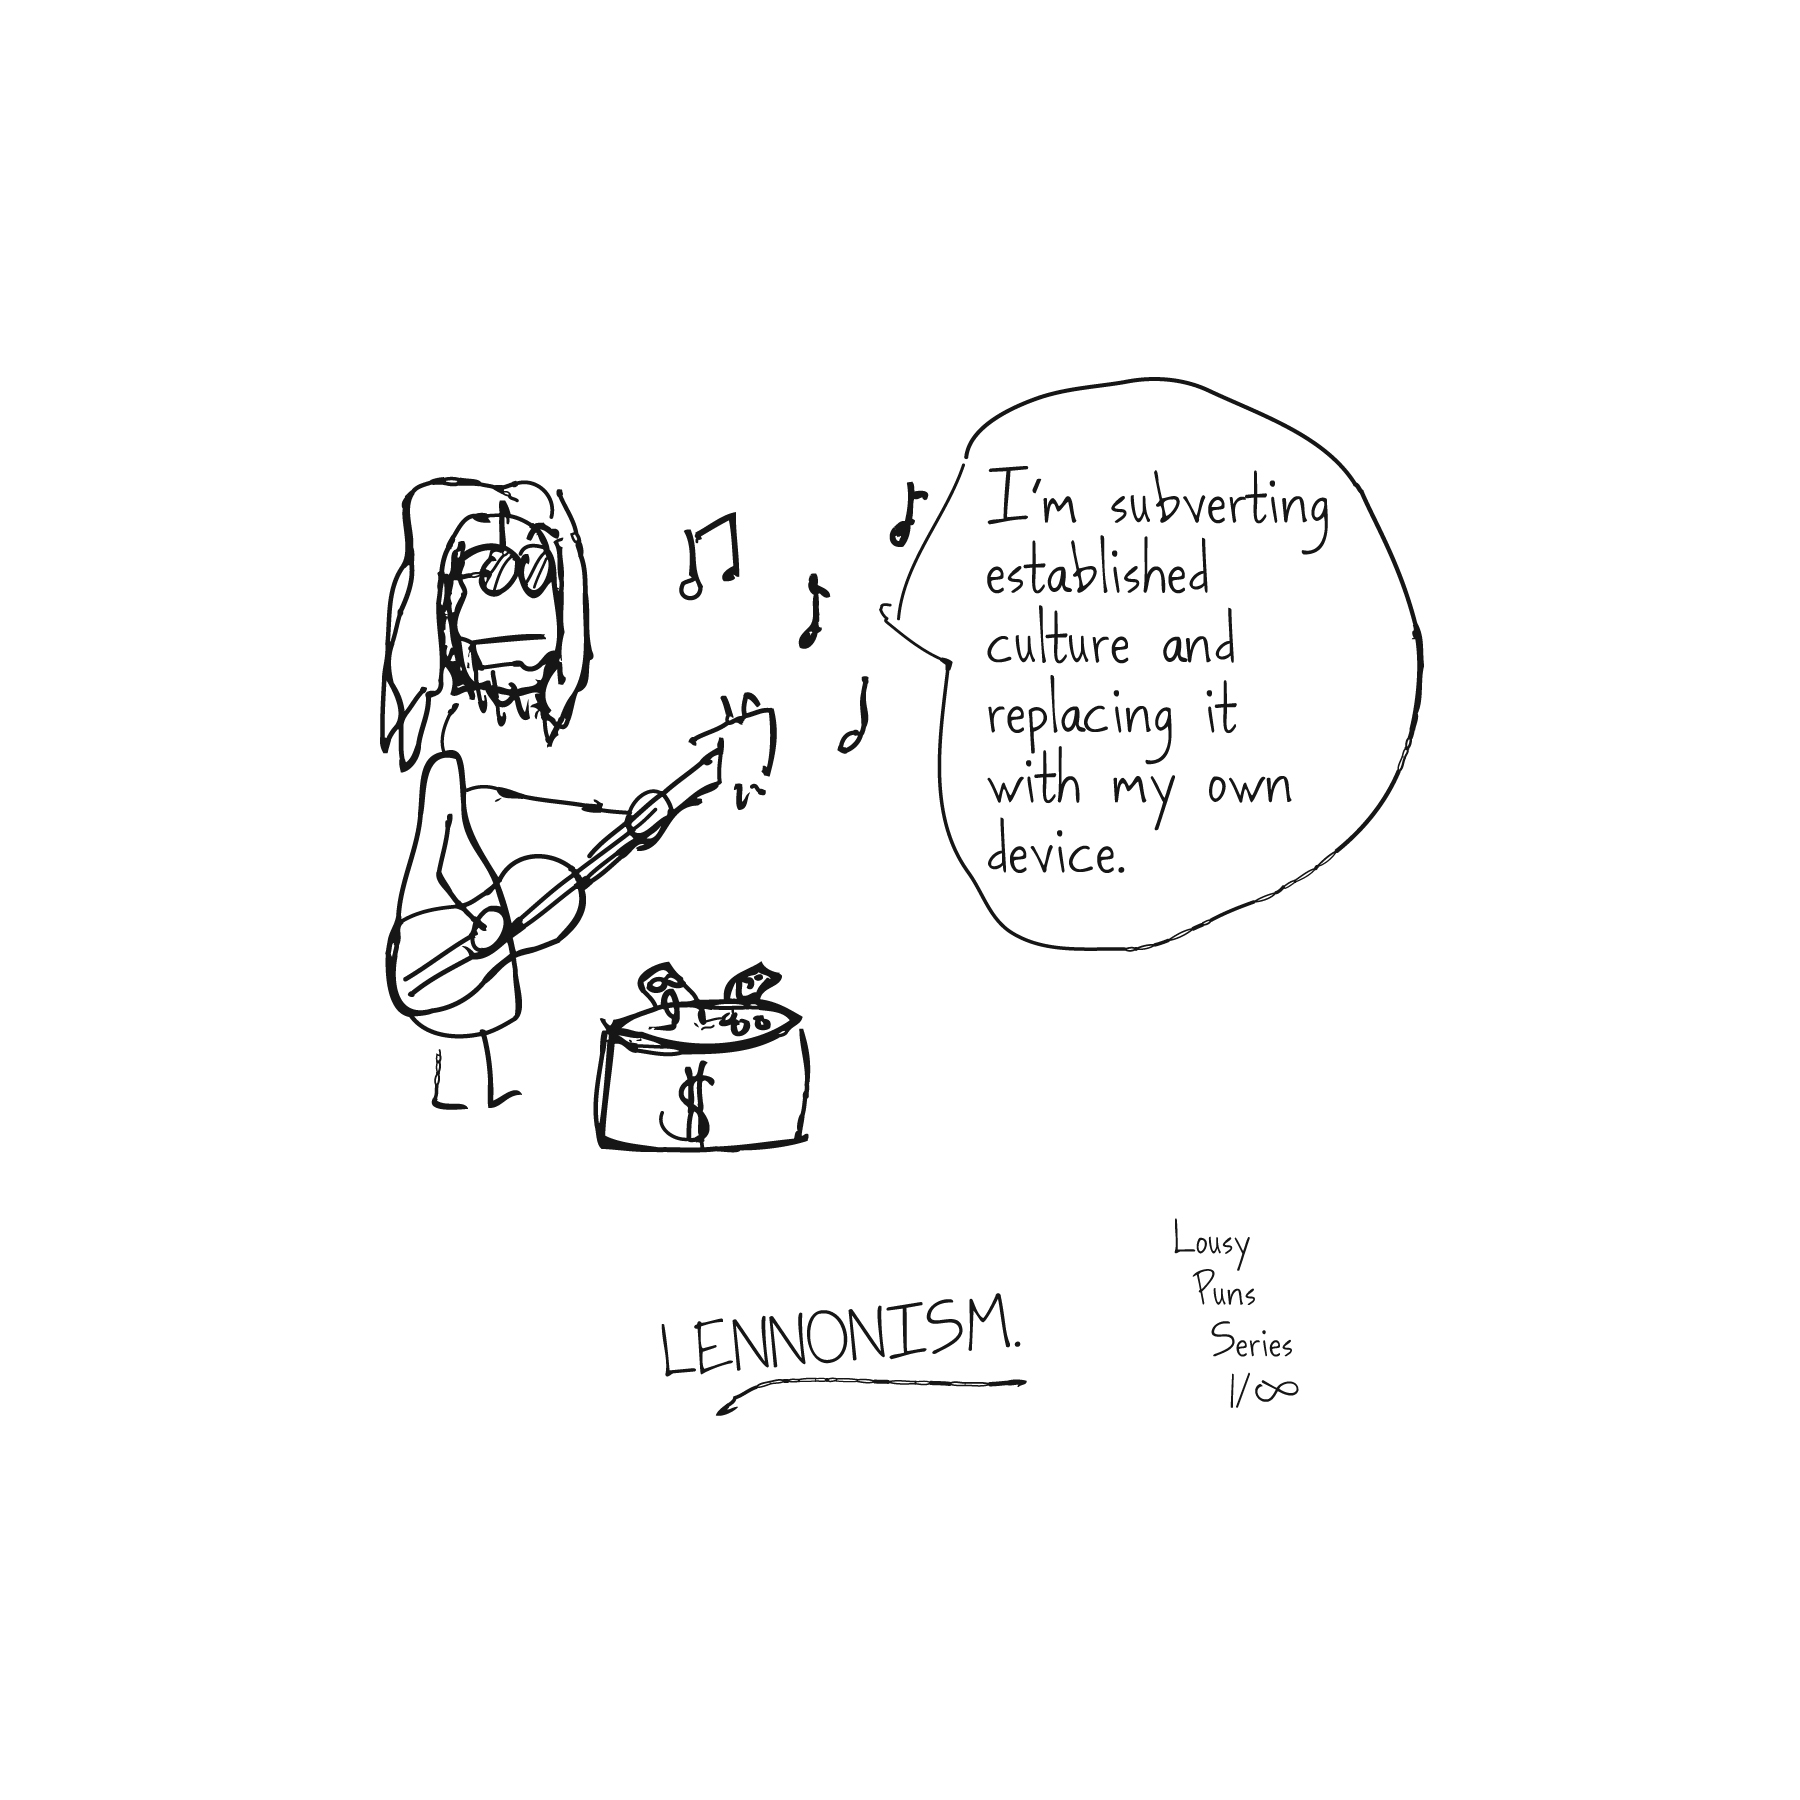 I'm subverting
established
culture and
replacing it
with my own
device.
$
LENNONISM.
Lousy
Puns
Series
1/∞